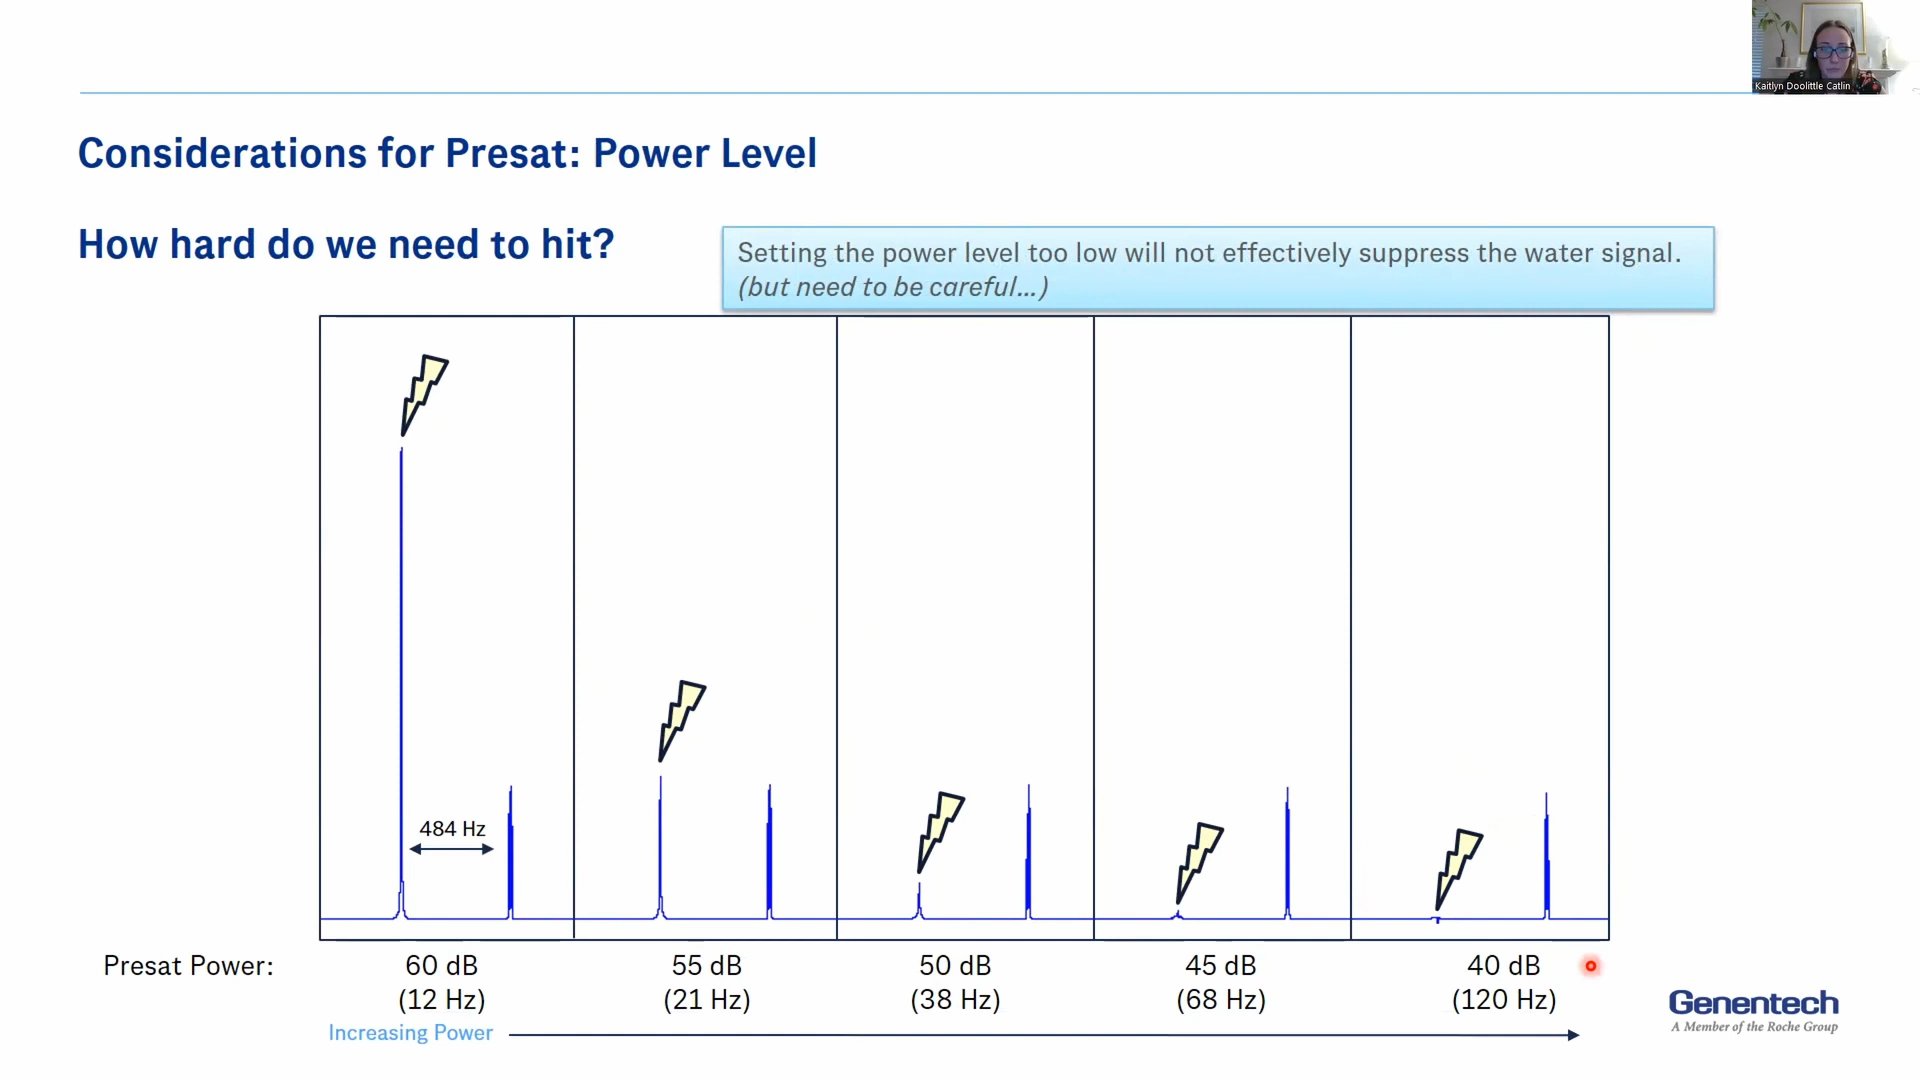 Kaitlyn Doolittle Catlin
Considerations for Presat: Power Level
How hard do we need to hit?
Setting the power level too low will not effectively suppress the water signal.
(but need to be careful...)
484 Hz
Presat Power:
60 dB
(12 Hz)
55 dB
(21 Hz)
50 dB
(38 Hz)
45 dB
(68 Hz)
40 dB
(120 Hz)
Increasing Power
Genentech
A Member of the Roche Group